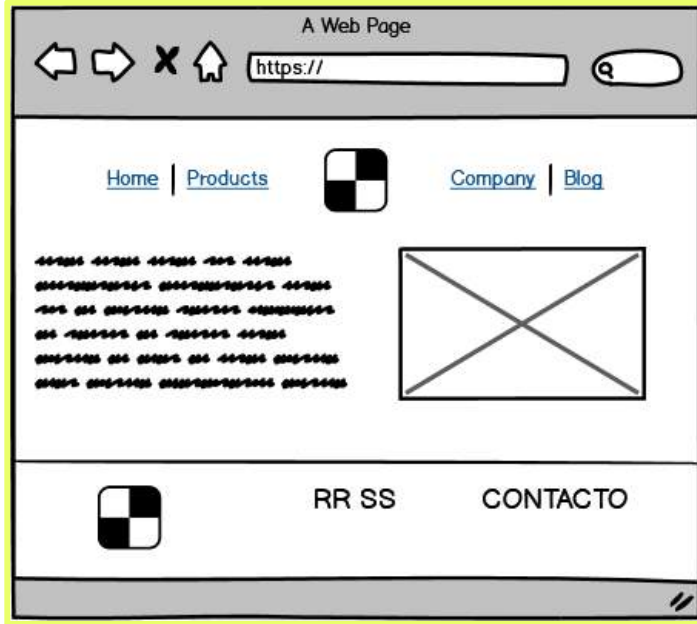 A Web Page
https://
Home | Products
Company | Blog
RR SS
CONTACTO